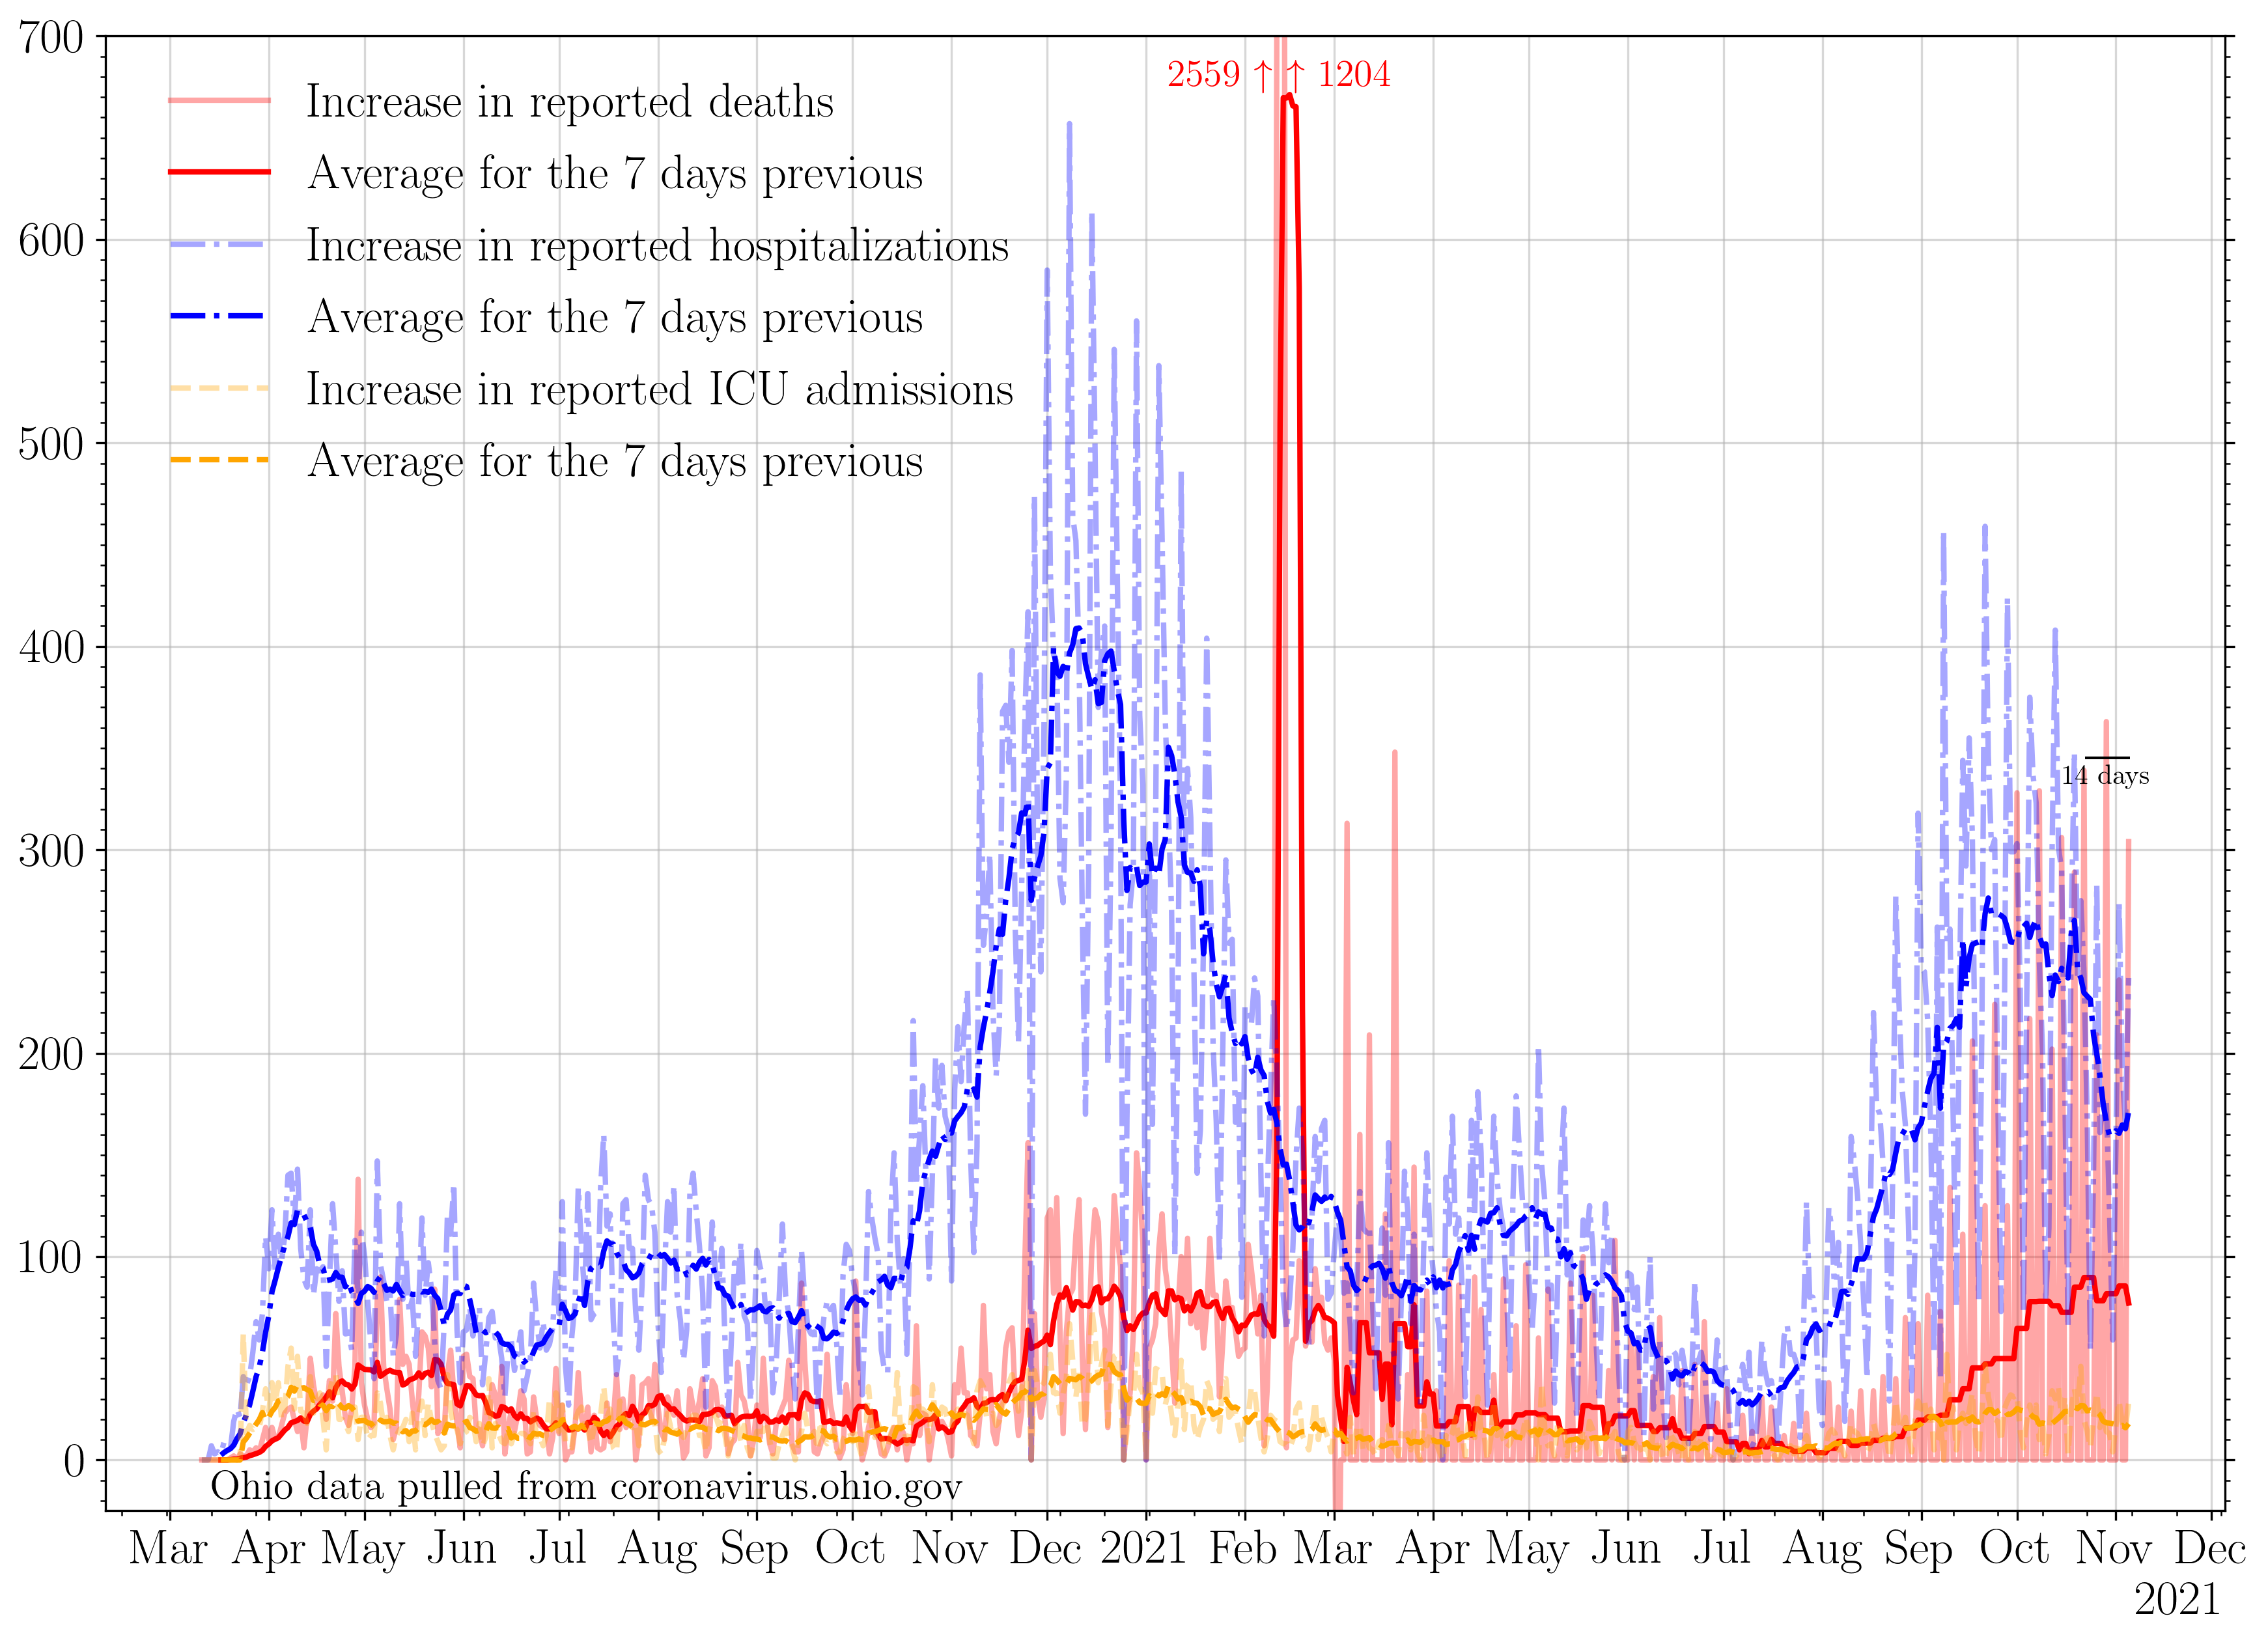 700
600
500
400
300
200
100
0
2559 ↑ ↑ 1204
Increase in reported deaths
Average for the 7 days previous
Increase in reported hospitalizations
Average for the 7 days previous
Increase in reported ICU admissions
Average for the 7 days previous
14 days
Ohio data pulled from coronavirus.ohio.gov
Mar Apr May Jun Jul Aug Sep Oct Nov Dec 2021 Feb Mar Apr May Jun Jul Aug Sep Oct Nov Dec
2021